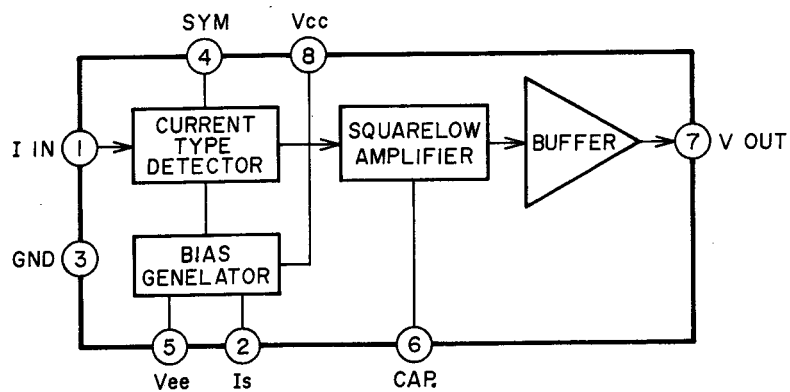 SYM
Vcc
4
8
I IN
1
CURRENT
TYPE
DETECTOR
SQUARELOW
AMPLIFIER
BUFFER
7
V OUT
GND
3
BIAS
GENELATOR
5
2
6
Vee
Is
CAP.